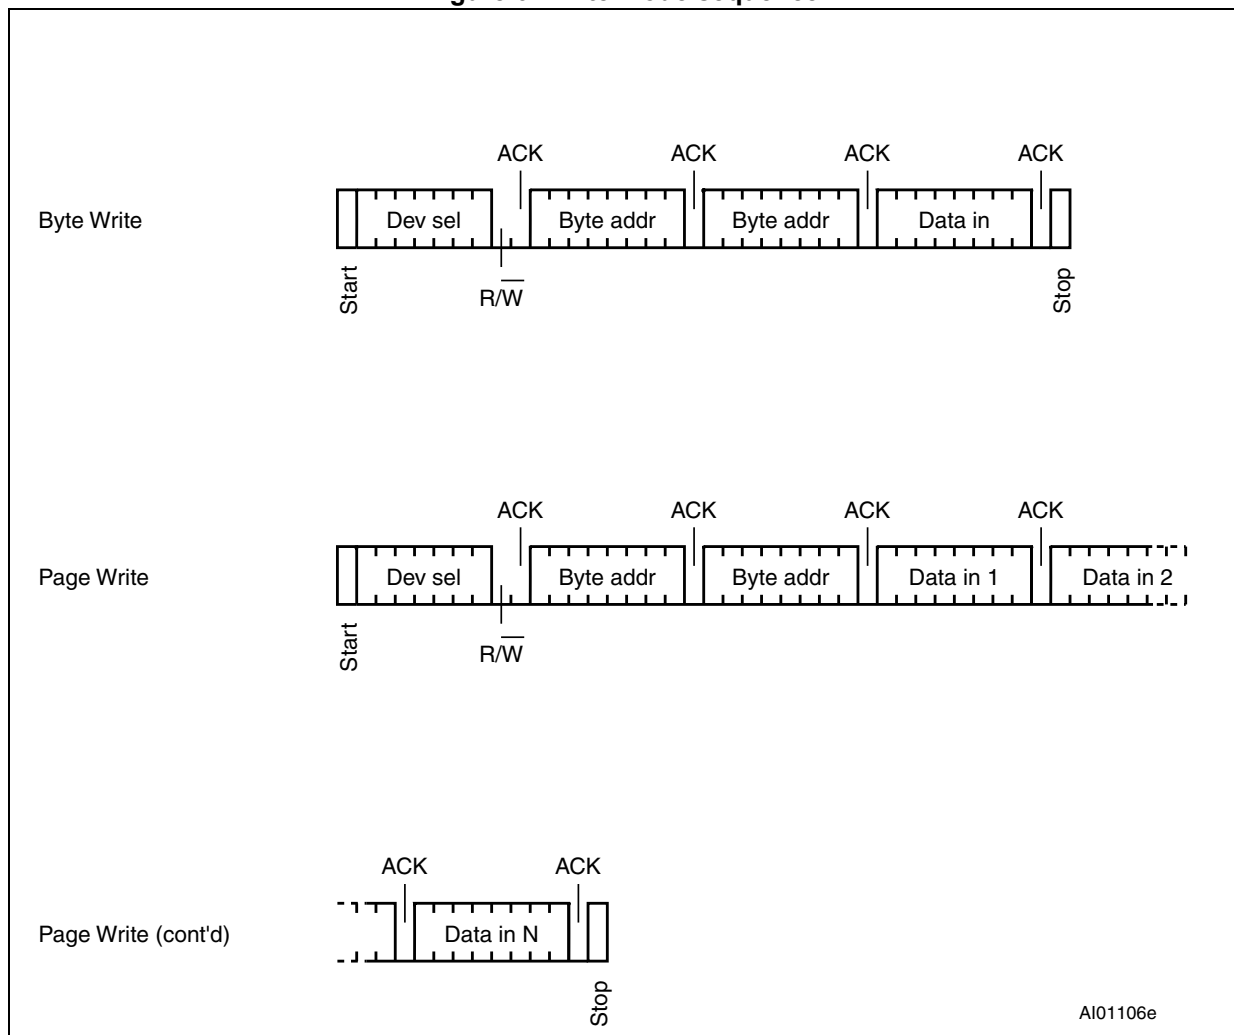 ACK ACK ACK ACK
Byte Write Dev sel Byte addr Byte addr Data in
Start R/W̅ Stop
ACK ACK ACK ACK
Page Write Dev sel Byte addr Byte addr Data in 1 Data in 2
Start R/W̅
ACK ACK
Page Write (cont'd) Data in N
Stop
AI01106e